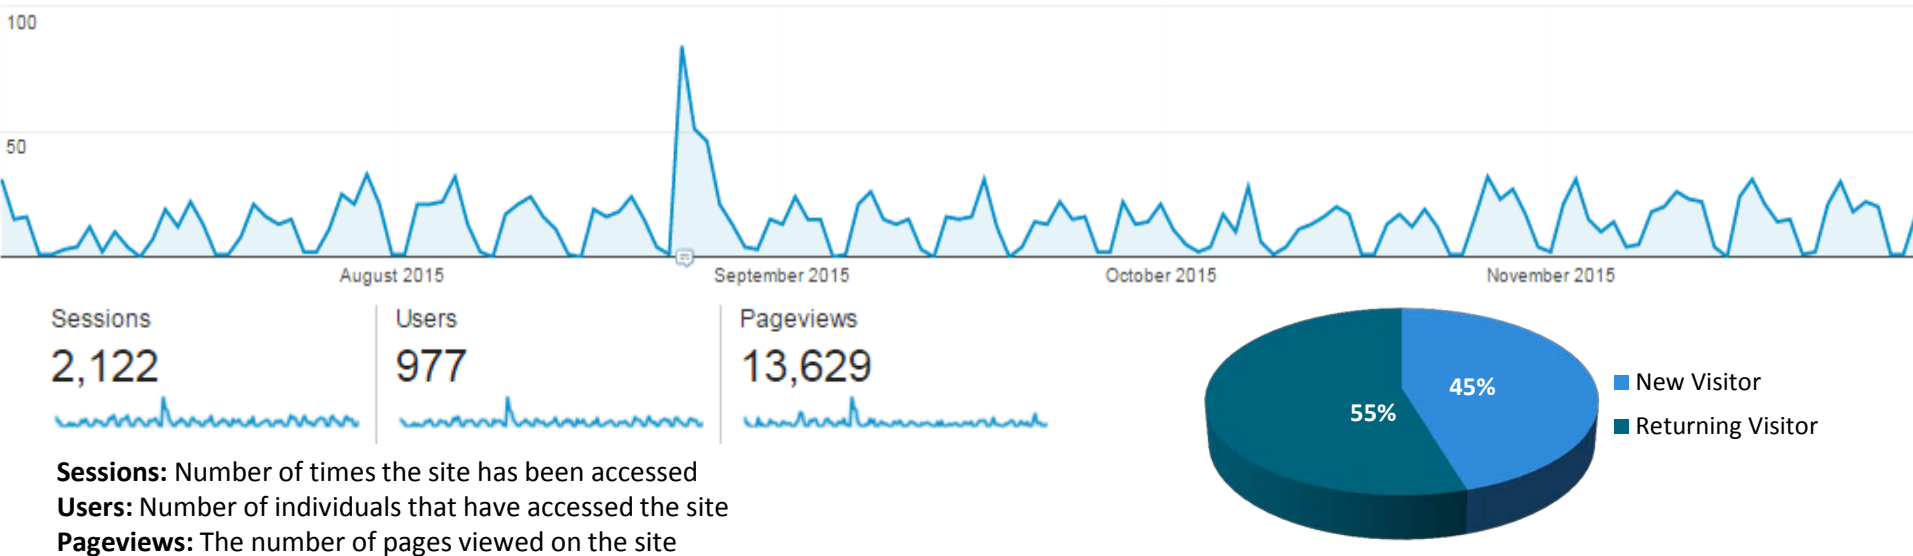 100
50
August 2015 September 2015 October 2015 November 2015
Sessions Users Pageviews
2,122 977 13,629
45%
55%
New Visitor
Returning Visitor
Sessions: Number of times the site has been accessed
Users: Number of individuals that have accessed the site
Pageviews: The number of pages viewed on the site